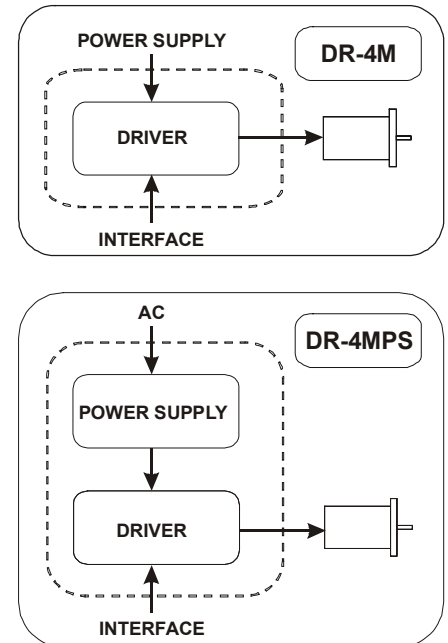 POWER SUPPLY
DR-4M
DRIVER
INTERFACE
AC
DR-4MPS
POWER SUPPLY
DRIVER
INTERFACE